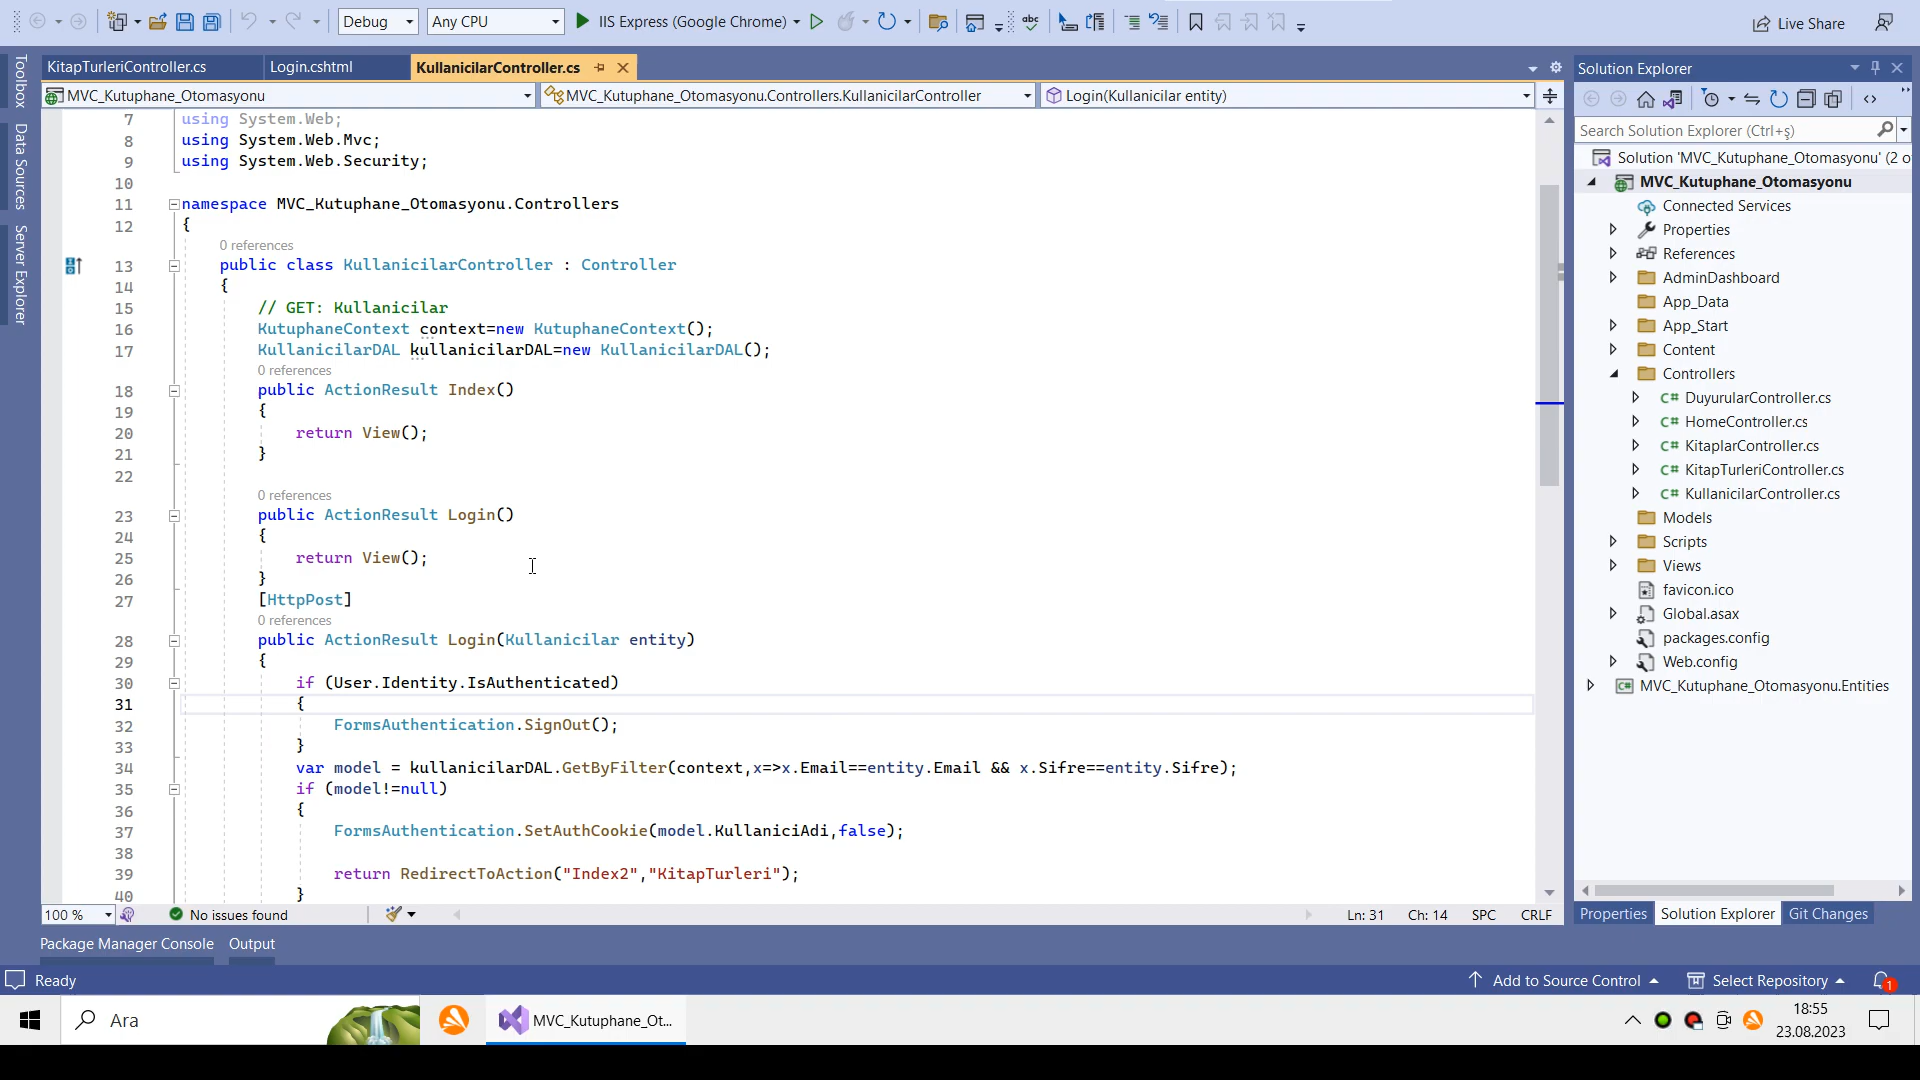 Debug
Any CPU
IIS Express (Google Chrome)
Live Share
KitapTurleriController.cs
Login.cshtml
KullanicilarController.cs
MVC_Kutuphane_Otomasyonu
MVC_Kutuphane_Otomasyonu.Controllers.KullanicilarController
Login(Kullanicilar entity)
Toolbox
Data Sources
Server Explorer
7 using System.Web;
8 using System.Web.Mvc;
9 using System.Web.Security;
10
11 namespace MVC_Kutuphane_Otomasyonu.Controllers
12 {
0 references
13 public class KullanicilarController : Controller
14 {
15 // GET: Kullanicilar
16 KutuphaneContext context=new KutuphaneContext();
17 KullanicilarDAL kullanicilarDAL=new KullanicilarDAL();
0 references
18 public ActionResult Index()
19 {
20 return View();
21 }
22
0 references
23 public ActionResult Login()
24 {
25 return View();
26 }
27 [HttpPost]
0 references
28 public ActionResult Login(Kullanicilar entity)
29 {
30 if (User.Identity.IsAuthenticated)
31 {
32 FormsAuthentication.SignOut();
33 }
34 var model = kullanicilarDAL.GetByFilter(context,x=>x.Email==entity.Email && x.Sifre==entity.Sifre);
35 if (model!=null)
36 {
37 FormsAuthentication.SetAuthCookie(model.KullaniciAdi,false);
38
39 return RedirectToAction("Index2","KitapTurleri");
40 }
100 %
No issues found
Ln: 31
Ch: 14
SPC
CRLF
Solution Explorer
Search Solution Explorer (Ctrl+ş)
Solution 'MVC_Kutuphane_Otomasyonu' (2 o
MVC_Kutuphane_Otomasyonu
Connected Services
Properties
References
AdminDashboard
App_Data
App_Start
Content
Controllers
C# DuyurularController.cs
C# HomeController.cs
C# KitaplarController.cs
C# KitapTurleriController.cs
C# KullanicilarController.cs
Models
Scripts
Views
favicon.ico
Global.asax
packages.config
Web.config
C# MVC_Kutuphane_Otomasyonu.Entities
Properties
Solution Explorer
Git Changes
Package Manager Console
Output
Ready
Add to Source Control
Select Repository
1
Ara
MVC_Kutuphane_Ot...
18:55
23.08.2023